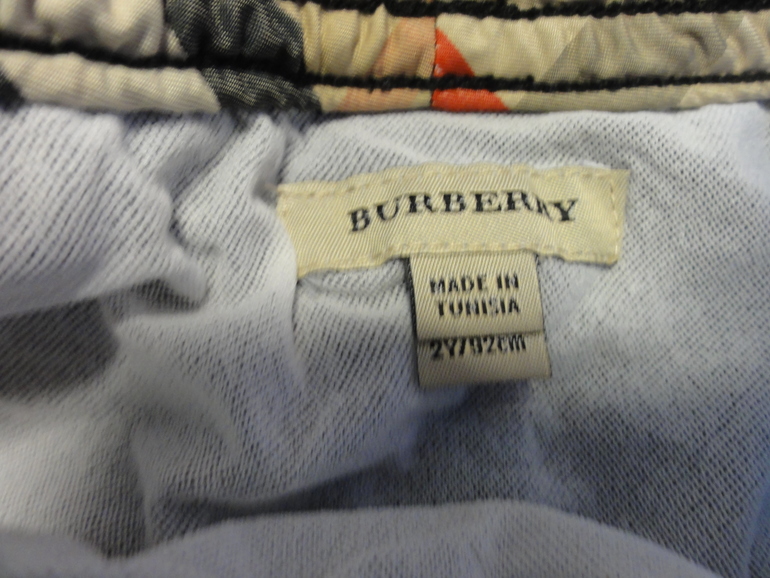 BURBERRY
MADE IN
TUNISIA
2Y/92cm